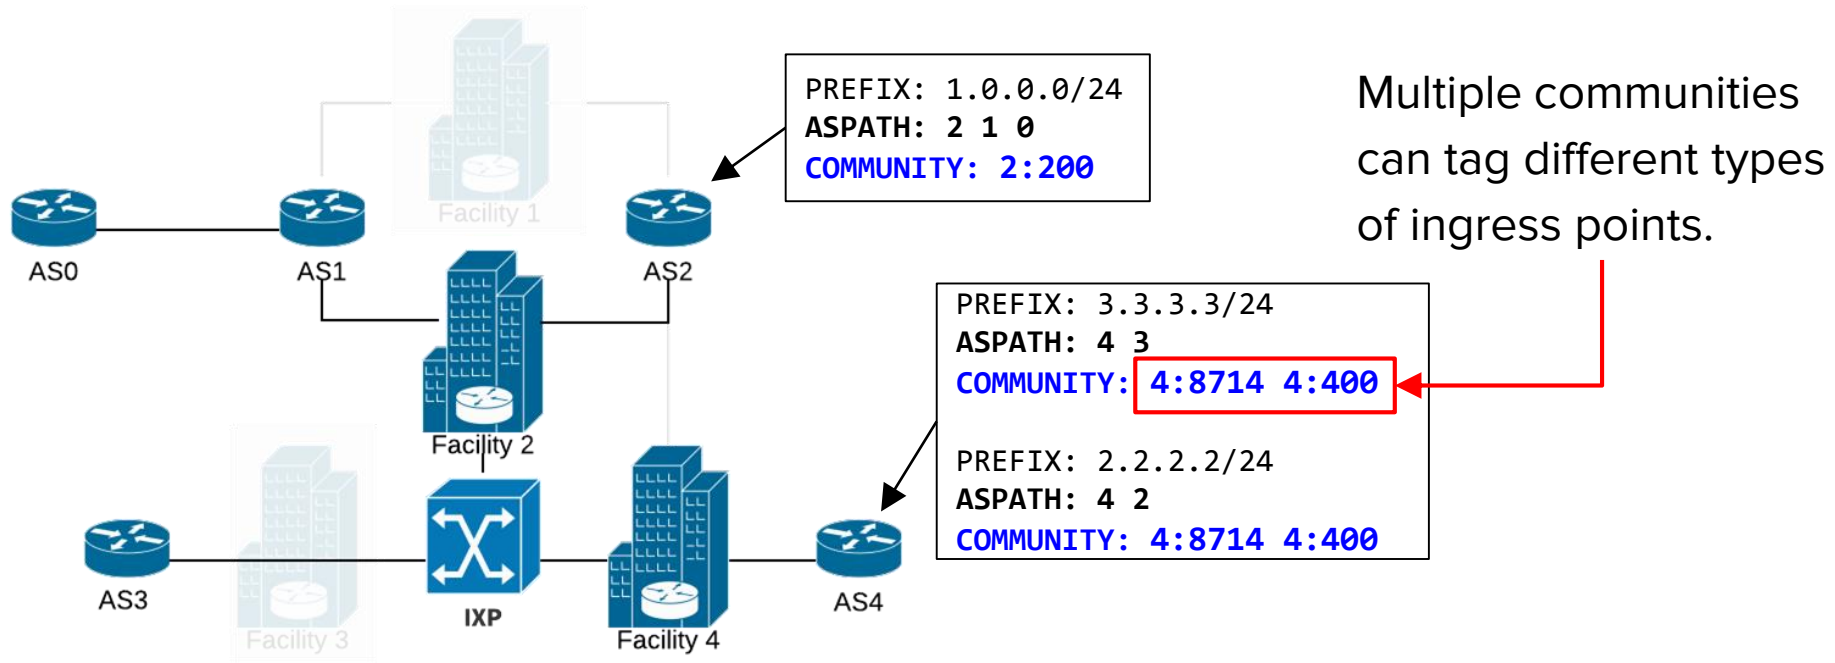 PREFIX: 1.0.0.0/24
ASPATH: 2 1 0
COMMUNITY: 2:200
Multiple communities
can tag different types
of ingress points.
Facility 1
AS0
AS1
AS2
PREFIX: 3.3.3.3/24
ASPATH: 4 3
COMMUNITY: 4:8714 4:400
PREFIX: 2.2.2.2/24
ASPATH: 4 2
COMMUNITY: 4:8714 4:400
Facility 2
AS3
IXP
AS4
Facility 3
Facility 4